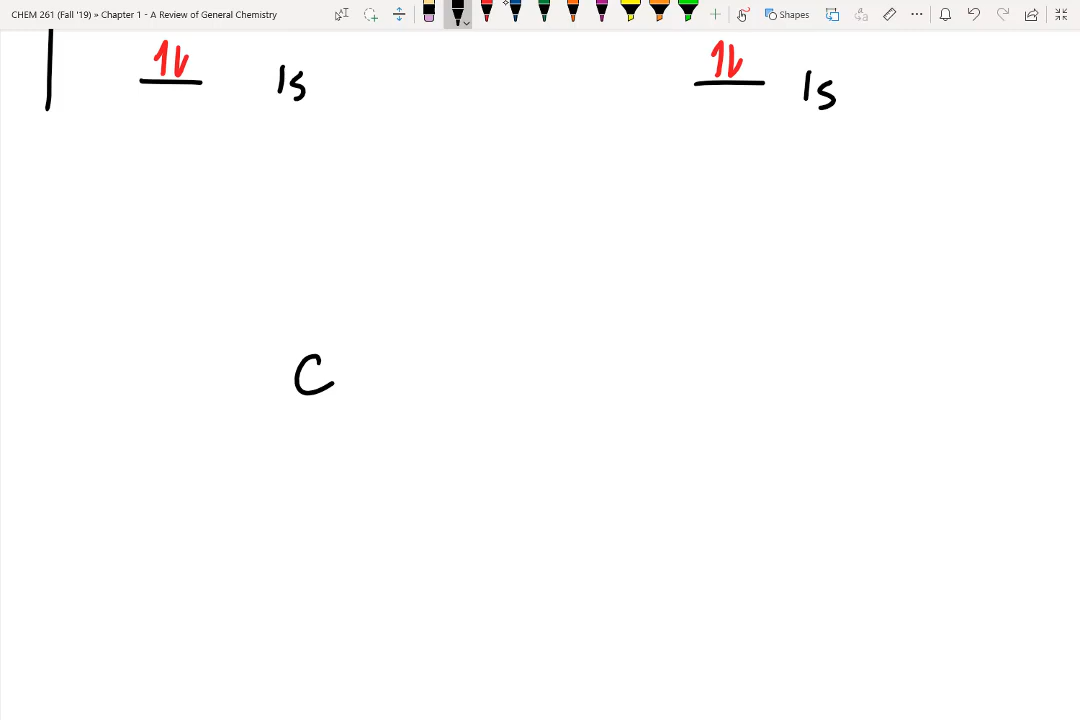 CHEM 261 (Fall '19) » Chapter 1 - A Review of General Chemistry
Shapes
1s 1s
C